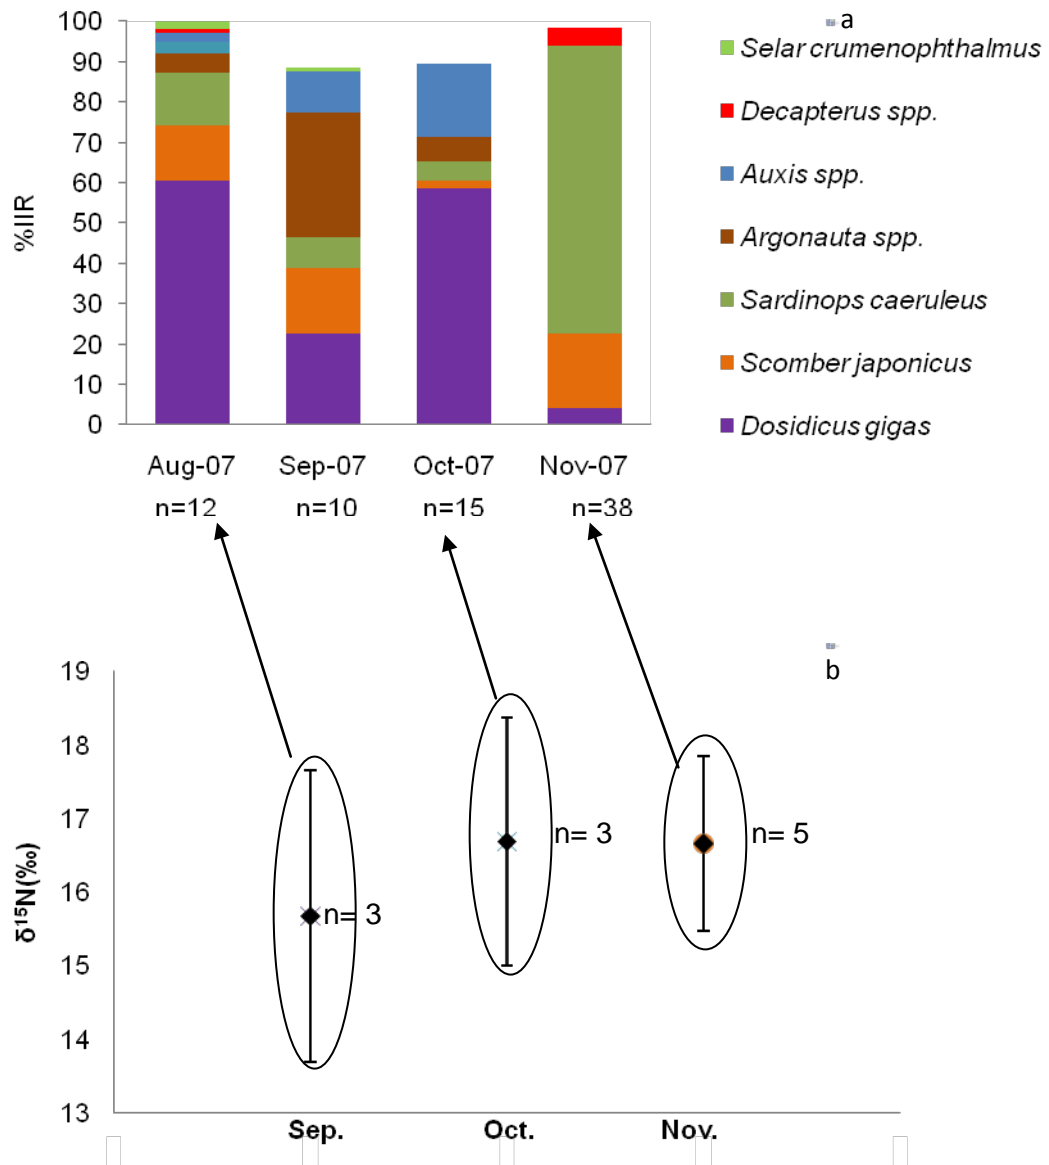 a
100
90
80
70
60
50
40
30
20
10
0
%IIR
Selar crumenophthalmus
Decapterus spp.
Auxis spp.
Argonauta spp.
Sardinops caeruleus
Scomber japonicus
Dosidicus gigas
Aug-07 Sep-07 Oct-07 Nov-07
n=12 n=10 n=15 n=38
b
19
18
17
16
15
14
13
δ¹⁵N(‰)
n= 3
n= 3
n= 5
Sep. Oct. Nov.